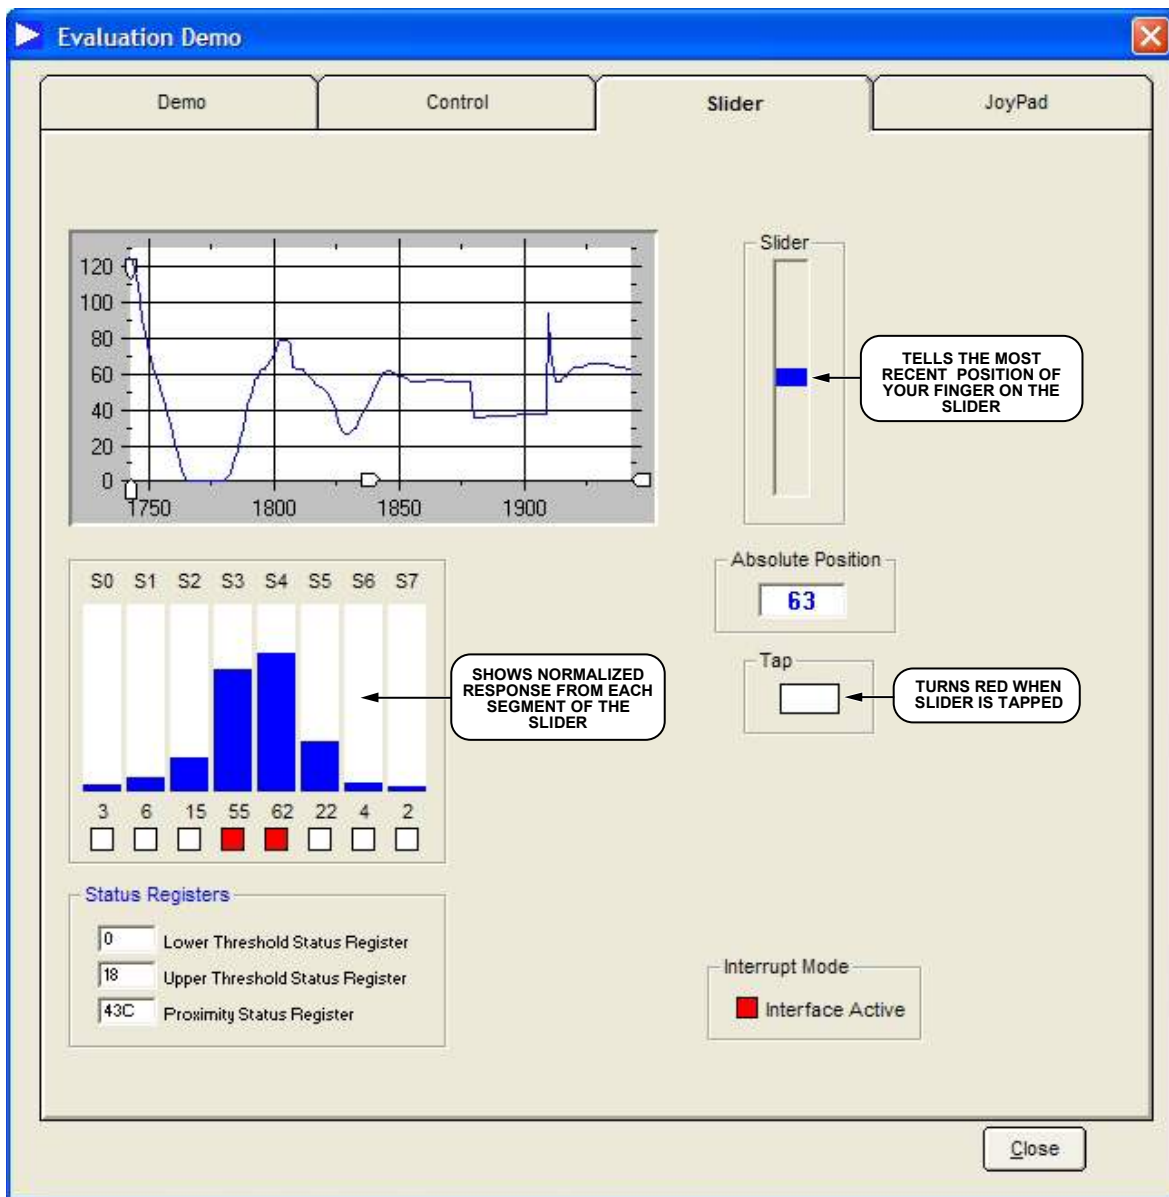 Evaluation Demo
Demo Control Slider JoyPad
120
100
80
60
40
20
0
1750 1800 1850 1900
Slider
TELLS THE MOST
RECENT POSITION OF
YOUR FINGER ON THE
SLIDER
Absolute Position
63
Tap
TURNS RED WHEN
SLIDER IS TAPPED
S0 S1 S2 S3 S4 S5 S6 S7
SHOWS NORMALIZED
RESPONSE FROM EACH
SEGMENT OF THE
SLIDER
3 6 15 55 62 22 4 2
Status Registers
0 Lower Threshold Status Register
18 Upper Threshold Status Register
43C Proximity Status Register
Interrupt Mode
Interface Active
Close